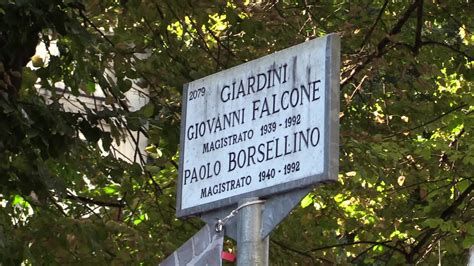 2079
GIARDINI
GIOVANNI FALCONE
MAGISTRATO 1939-1992
PAOLO BORSELLINO
MAGISTRATO 1940-1992